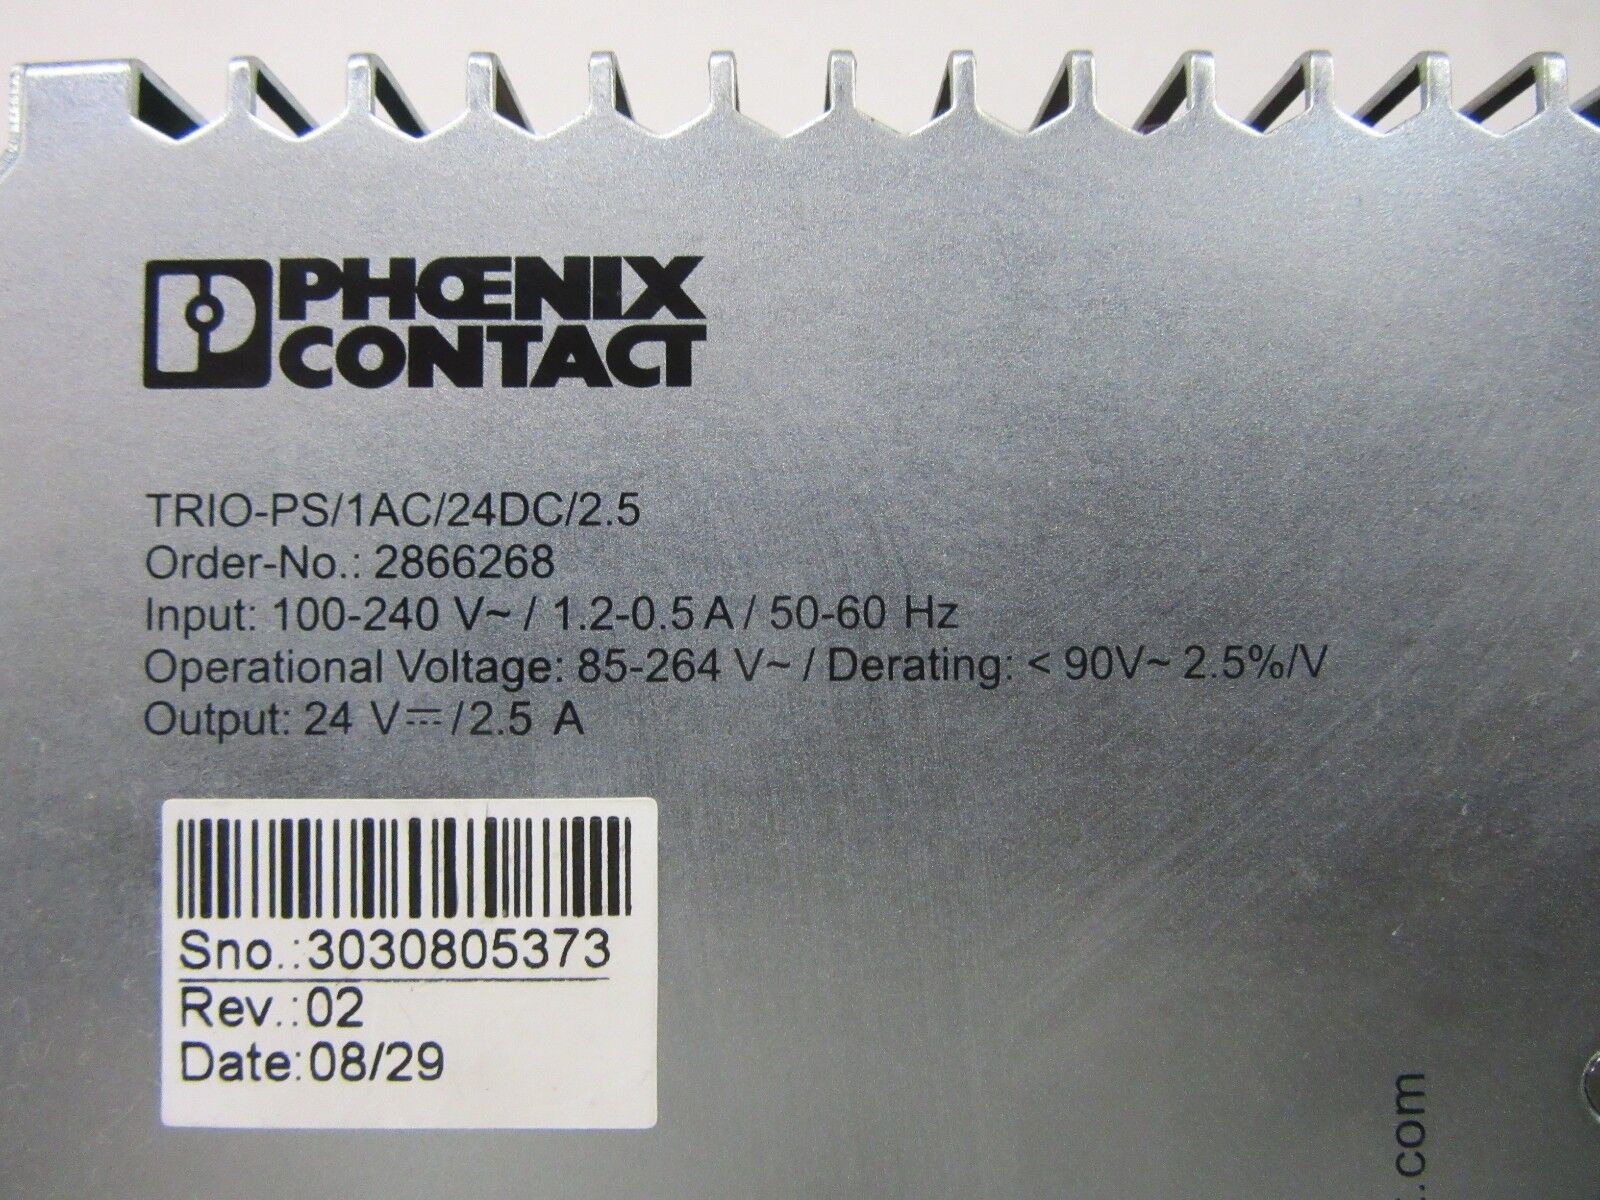 PHŒNIX
CONTACT
TRIO-PS/1AC/24DC/2.5
Order-No.: 2866268
Input: 100-240 V~ / 1.2-0.5 A / 50-60 Hz
Operational Voltage: 85-264 V~ / Derating: < 90V~ 2.5%/V
Output: 24 V⎓ / 2.5 A
Sno.:3030805373
Rev.:02
Date:08/29
.com